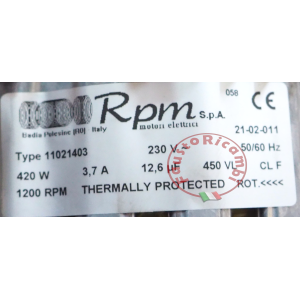 058
Rpm S.p.A.
Badia Polesine [RO] Italy motori elettrici
21-02-011
Type 11021403 230 V~ 50/60 Hz
420 W 3,7 A 12,6 µF 450 VL CL F
1200 RPM THERMALLY PROTECTED ROT.<<<<
GustoRicambi